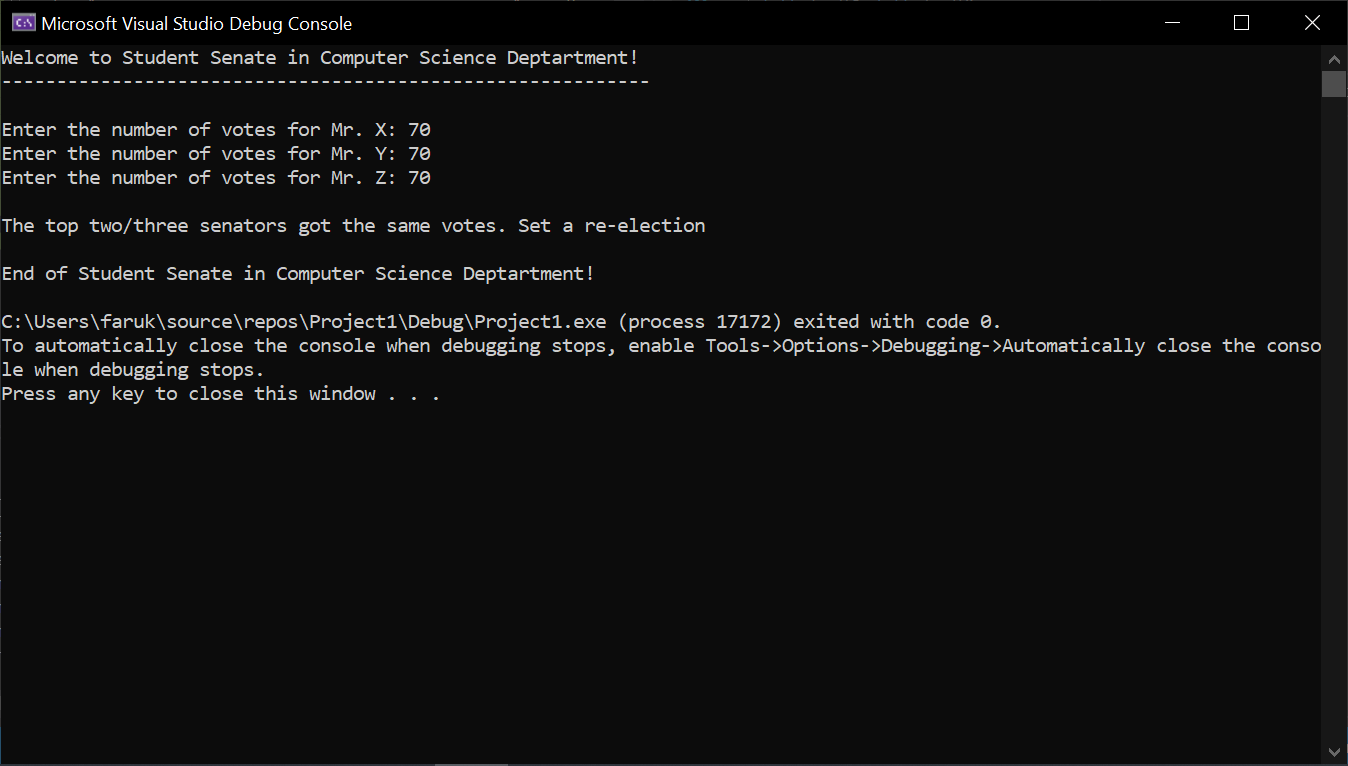 Microsoft Visual Studio Debug Console
Welcome to Student Senate in Computer Science Deptartment!
-----------------------------------------------------------
Enter the number of votes for Mr. X: 70
Enter the number of votes for Mr. Y: 70
Enter the number of votes for Mr. Z: 70
The top two/three senators got the same votes. Set a re-election
End of Student Senate in Computer Science Deptartment!
C:\Users\faruk\source\repos\Project1\Debug\Project1.exe (process 17172) exited with code 0.
To automatically close the console when debugging stops, enable Tools->Options->Debugging->Automatically close the conso
le when debugging stops.
Press any key to close this window . . .